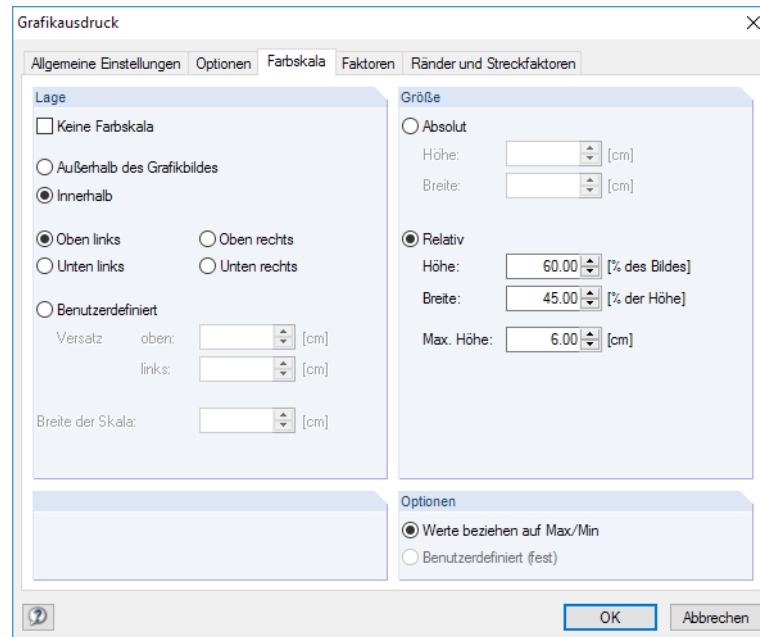 Grafikausdruck
Allgemeine Einstellungen Optionen Farbskala Faktoren Ränder und Streckfaktoren
Lage
Keine Farbskala
Außerhalb des Grafikbildes
Innerhalb
Oben links Oben rechts
Unten links Unten rechts
Benutzerdefiniert
Versatz oben: [cm]
links: [cm]
Breite der Skala: [cm]
Größe
Absolut
Höhe: [cm]
Breite: [cm]
Relativ
Höhe: 60.00 [% des Bildes]
Breite: 45.00 [% der Höhe]
Max. Höhe: 6.00 [cm]
Optionen
Werte beziehen auf Max/Min
Benutzerdefiniert (fest)
OK Abbrechen